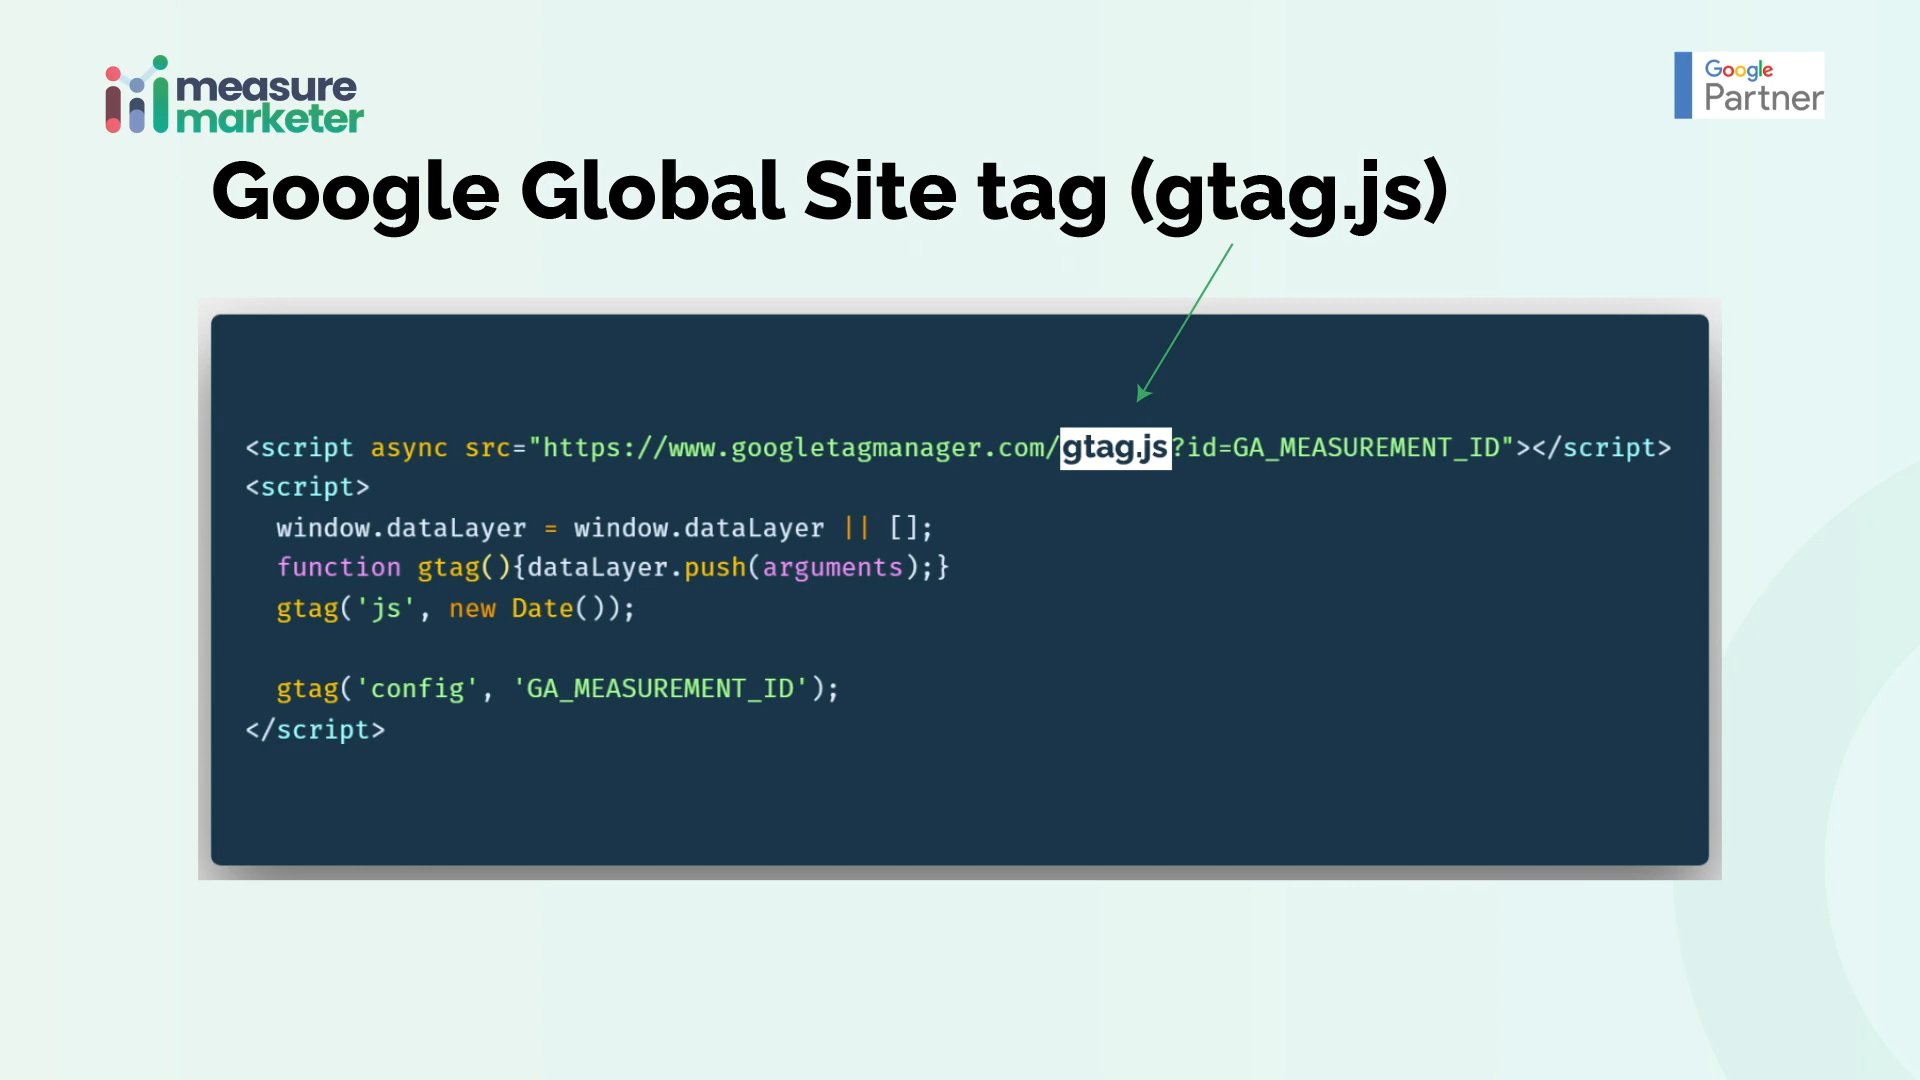 measure
marketer
Google
Partner
Google Global Site tag (gtag.js)
<script async src="https://www.googletagmanager.com/gtag.js?id=GA_MEASUREMENT_ID"></script>
<script>
  window.dataLayer = window.dataLayer || [];
  function gtag(){dataLayer.push(arguments);}
  gtag('js', new Date());
  gtag('config', 'GA_MEASUREMENT_ID');
</script>